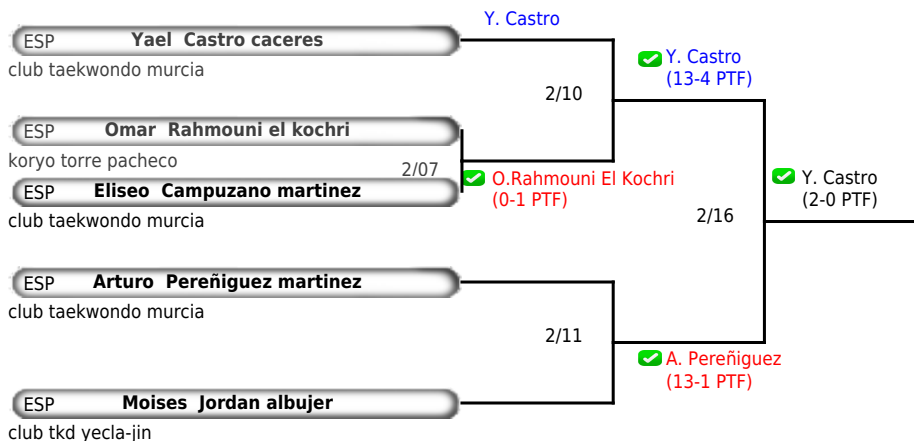 Y. Castro
ESP Yael Castro caceres
club taekwondo murcia
Y. Castro
(13-4 PTF)
2/10
ESP Omar Rahmouni el kochri
koryo torre pacheco
2/07
O.Rahmouni El Kochri
(0-1 PTF)
ESP Eliseo Campuzano martinez
club taekwondo murcia
Y. Castro
(2-0 PTF)
2/16
ESP Arturo Pereñiguez martinez
club taekwondo murcia
2/11
A. Pereñiguez
(13-1 PTF)
ESP Moises Jordan albujer
club tkd yecla-jin